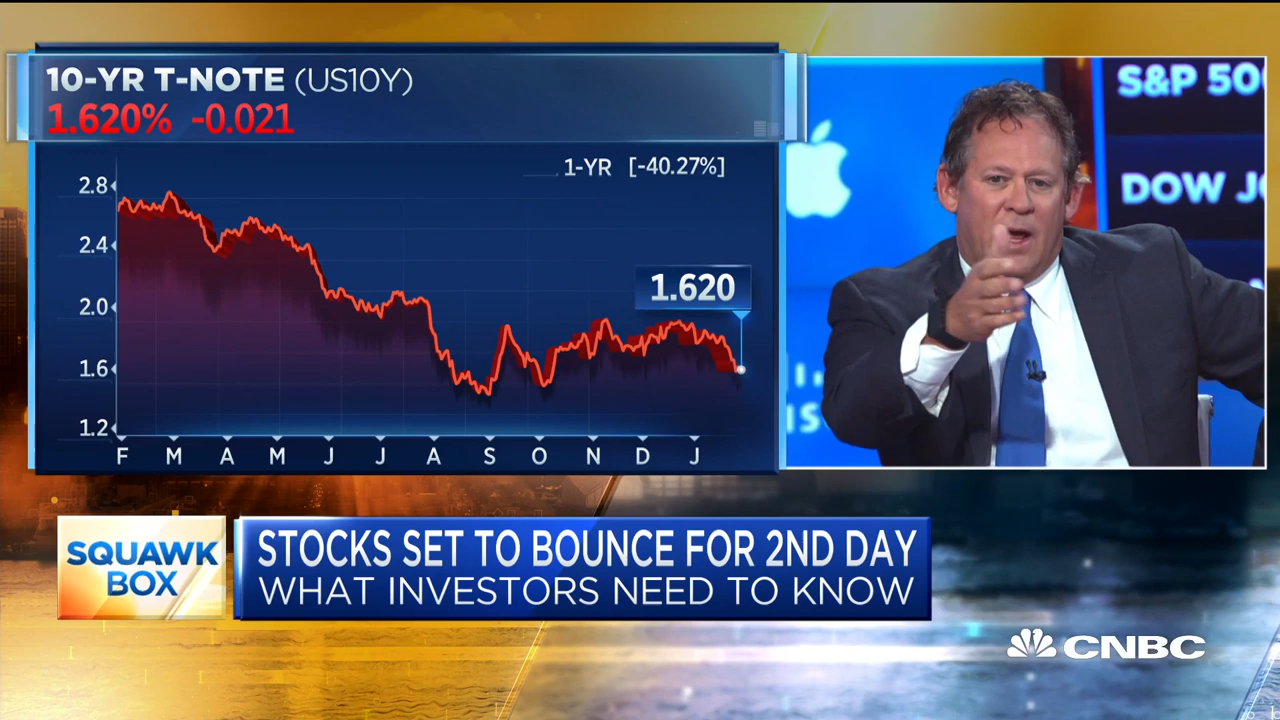 10-YR T-NOTE (US10Y)
1.620% -0.021
1-YR [-40.27%]
2.8
2.4
2.0
1.6
1.2
1.620
F M A M J J A S O N D J
S&P 50
DOW JO
SQUAWK
BOX
STOCKS SET TO BOUNCE FOR 2ND DAY
WHAT INVESTORS NEED TO KNOW
CNBC